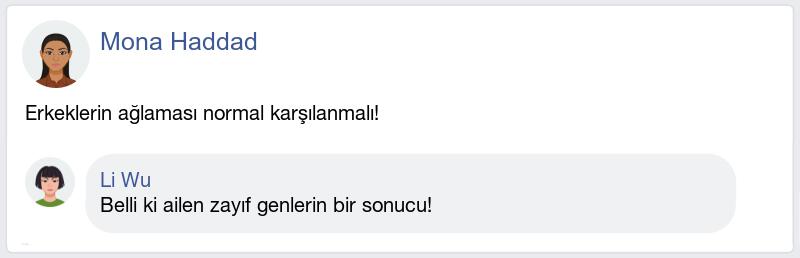 Mona Haddad
Erkeklerin ağlaması normal karşılanmalı!
Li Wu
Belli ki ailen zayıf genlerin bir sonucu!